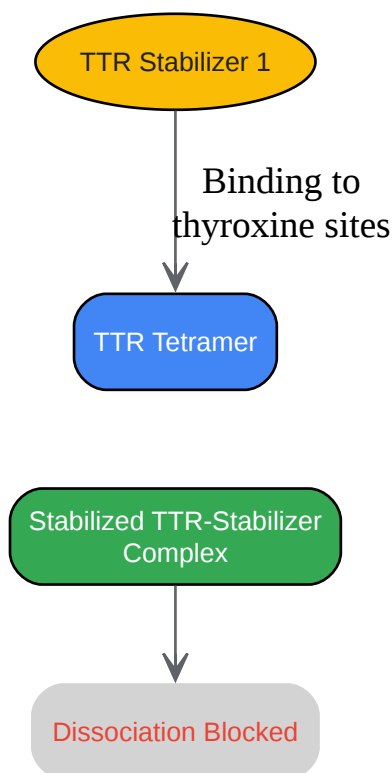 TTR Stabilizer 1
Binding to
thyroxine sites
TTR Tetramer
Stabilized TTR-Stabilizer
Complex
Dissociation Blocked